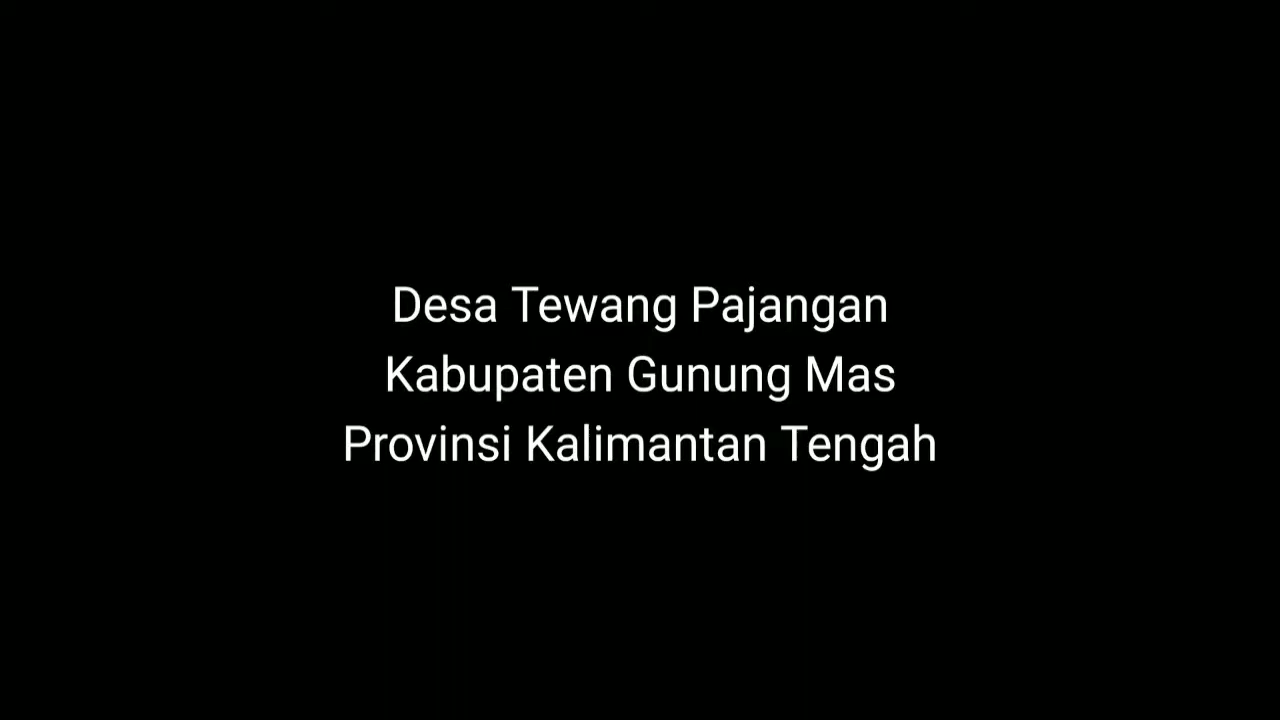 Desa Tewang Pajangan
Kabupaten Gunung Mas
Provinsi Kalimantan Tengah